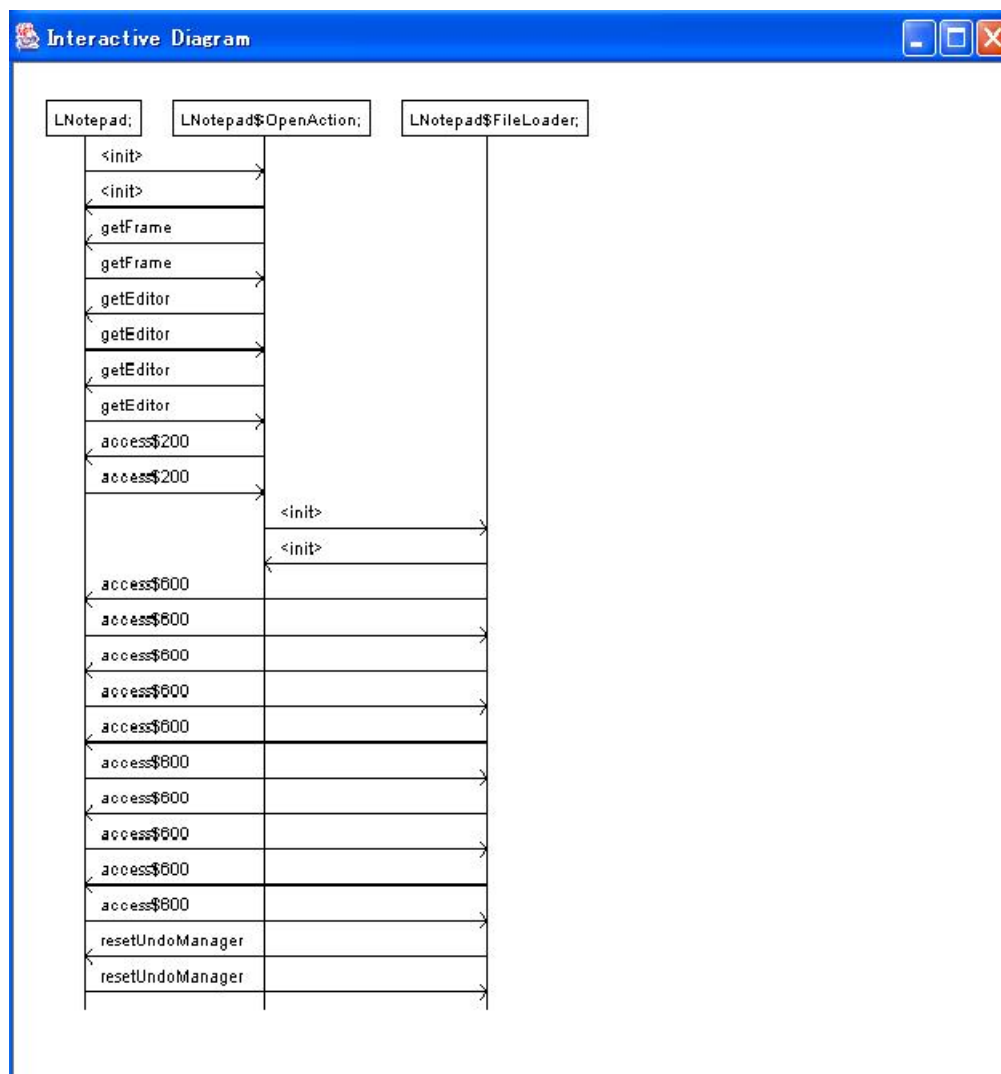 Interactive Diagram
LNotepad; LNotepad$OpenAction; LNotepad$FileLoader;
<init>
<init>
getFrame
getFrame
getEditor
getEditor
getEditor
getEditor
access$200
access$200
<init>
<init>
access$600
access$600
access$600
access$600
access$600
access$600
access$600
access$600
access$600
access$600
resetUndoManager
resetUndoManager